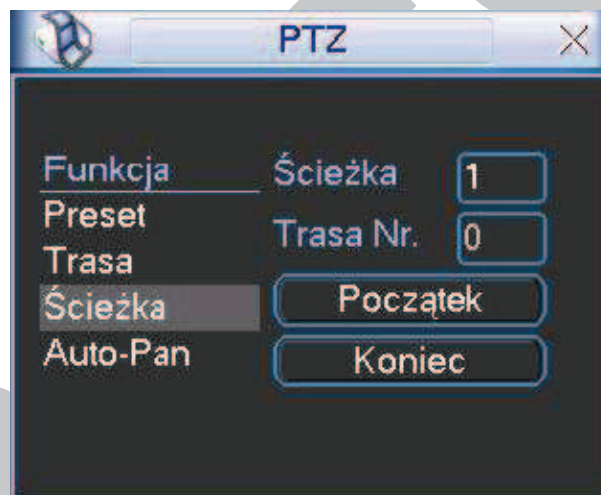 PTZ
Funkcja
Preset
Trasa
Ścieżka
Auto-Pan
Ścieżka 1
Trasa Nr. 0
Początek
Koniec